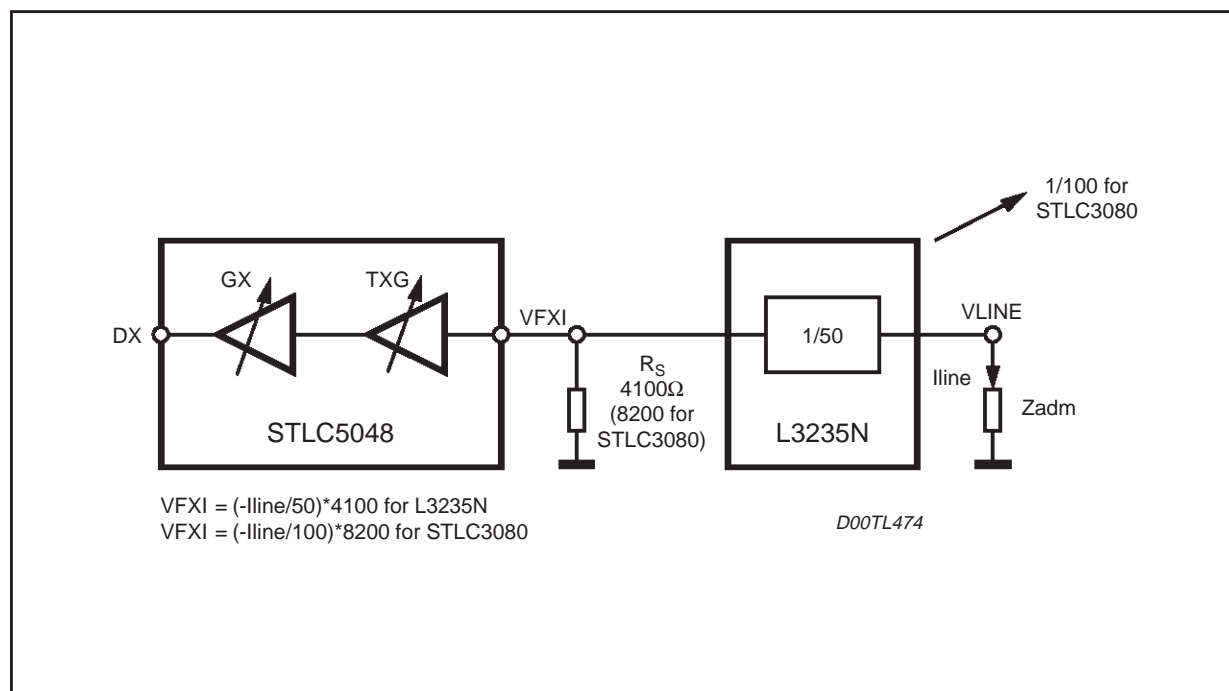 1/100 for
STLC3080
GX
TXG
DX
VFXI
VLINE
1/50
RS
4100Ω
(8200 for
STLC3080)
Iline
Zadm
STLC5048
L3235N
VFXI = (-Iline/50)*4100 for L3235N
VFXI = (-Iline/100)*8200 for STLC3080
D00TL474